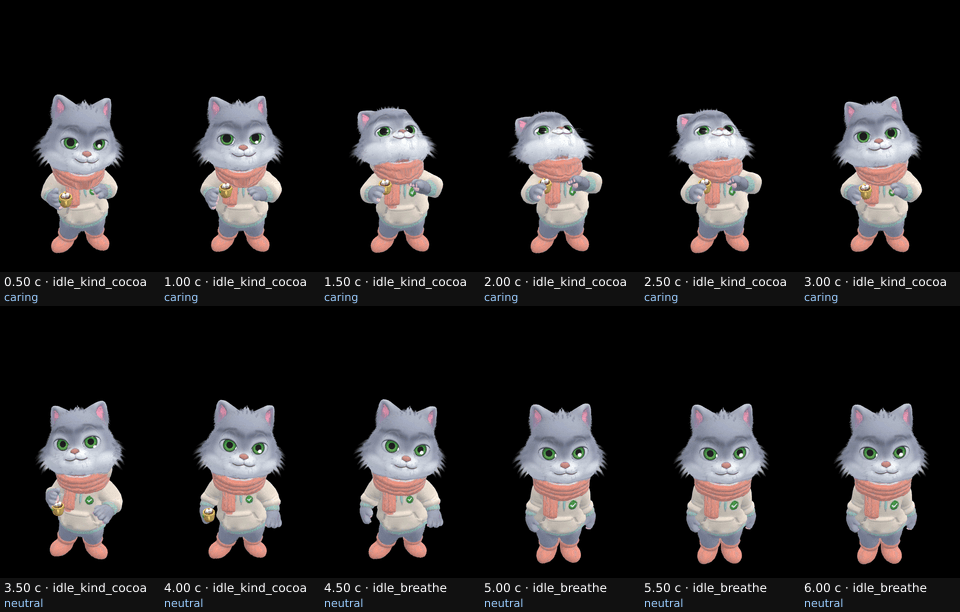 0.50 с · idle_kind_cocoa
caring
1.00 с · idle_kind_cocoa
caring
1.50 с · idle_kind_cocoa
caring
2.00 с · idle_kind_cocoa
caring
2.50 с · idle_kind_cocoa
caring
3.00 с · idle_kind_cocoa
caring
3.50 с · idle_kind_cocoa
neutral
4.00 с · idle_kind_cocoa
neutral
4.50 с · idle_breathe
neutral
5.00 с · idle_breathe
neutral
5.50 с · idle_breathe
neutral
6.00 с · idle_breathe
neutral